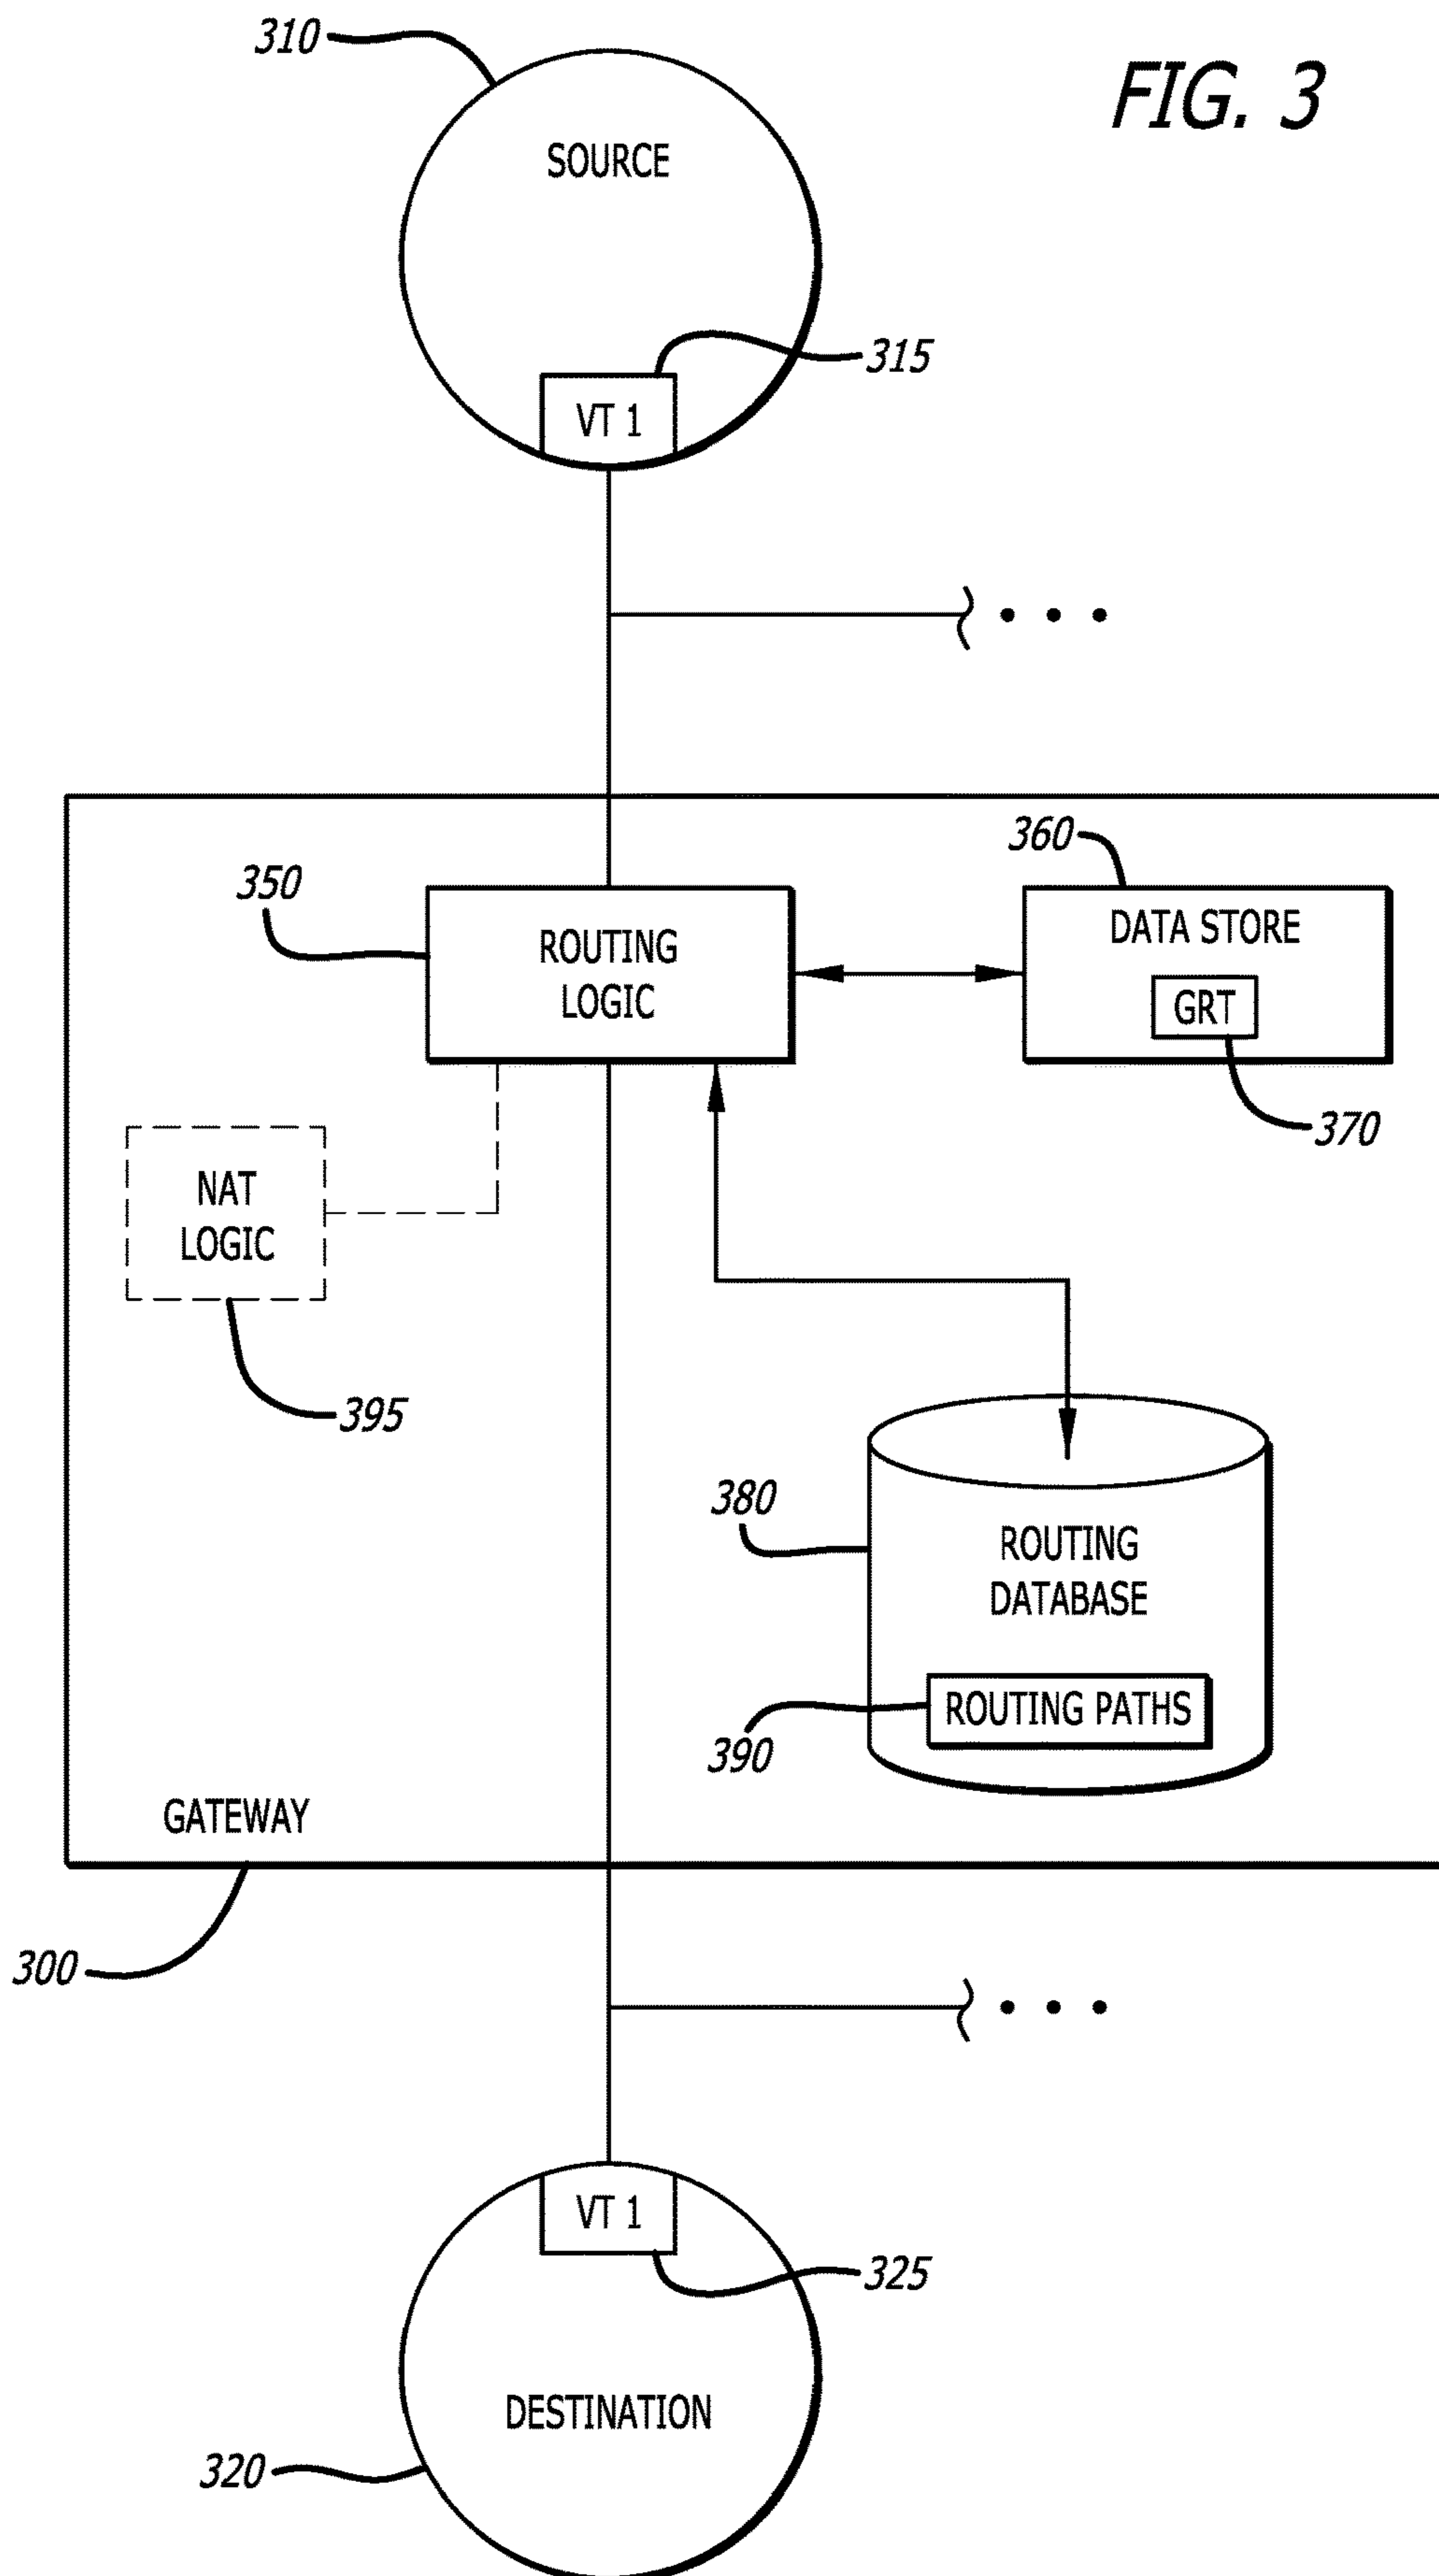 310
FIG. 3
SOURCE
315
VT 1
360
350
DATA STORE
ROUTING
LOGIC
GRT
370
NAT
LOGIC
395
380
ROUTING
DATABASE
ROUTING PATHS
390
GATEWAY
300
VT 1
325
DESTINATION
320